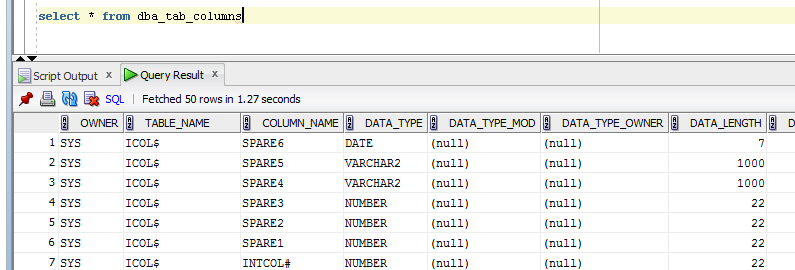 select * from dba_tab_columns
Script Output x Query Result x
SQL | Fetched 50 rows in 1.27 seconds
OWNER TABLE_NAME COLUMN_NAME DATA_TYPE DATA_TYPE_MOD DATA_TYPE_OWNER DATA_LENGTH D
1 SYS ICOL$ SPARE6 DATE (null) (null) 7
2 SYS ICOL$ SPARE5 VARCHAR2 (null) (null) 1000
3 SYS ICOL$ SPARE4 VARCHAR2 (null) (null) 1000
4 SYS ICOL$ SPARE3 NUMBER (null) (null) 22
5 SYS ICOL$ SPARE2 NUMBER (null) (null) 22
6 SYS ICOL$ SPARE1 NUMBER (null) (null) 22
7 SYS ICOL$ INTCOL# NUMBER (null) (null) 22